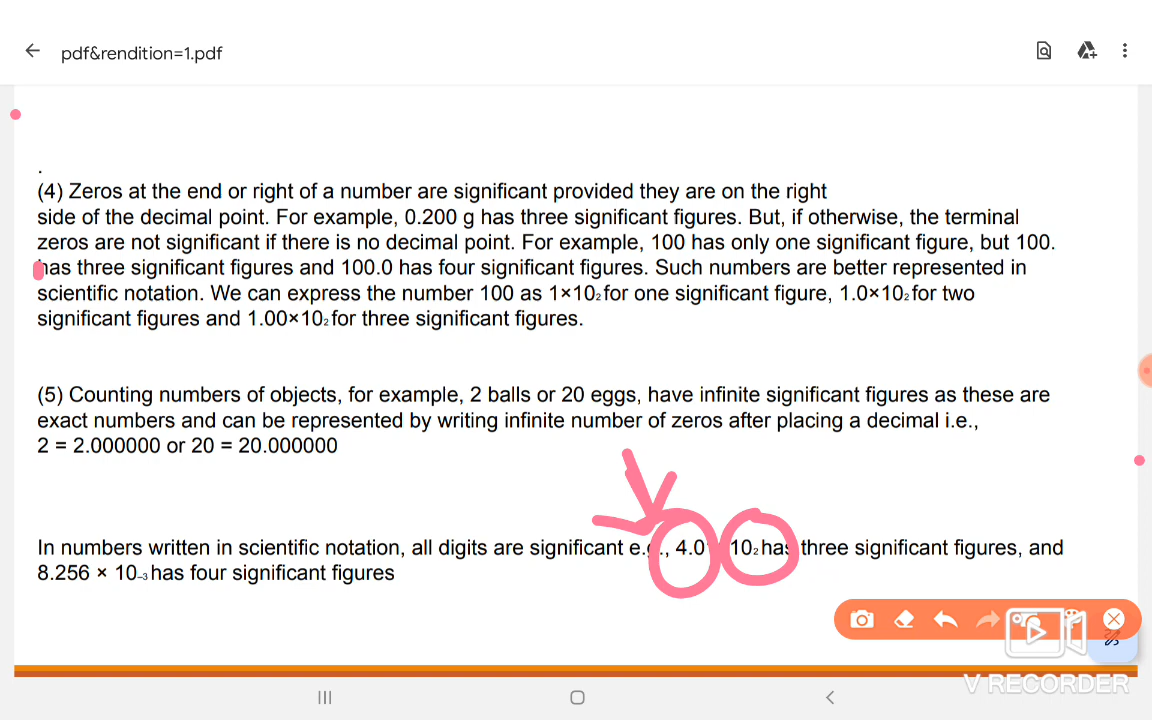 pdf&rendition=1.pdf
.
(4) Zeros at the end or right of a number are significant provided they are on the right
side of the decimal point. For example, 0.200 g has three significant figures. But, if otherwise, the terminal
zeros are not significant if there is no decimal point. For example, 100 has only one significant figure, but 100.
has three significant figures and 100.0 has four significant figures. Such numbers are better represented in
scientific notation. We can express the number 100 as 1×10₂ for one significant figure, 1.0×10₂ for two
significant figures and 1.00×10₂ for three significant figures.
(5) Counting numbers of objects, for example, 2 balls or 20 eggs, have infinite significant figures as these are
exact numbers and can be represented by writing infinite number of zeros after placing a decimal i.e.,
2 = 2.000000 or 20 = 20.000000
In numbers written in scientific notation, all digits are significant e.g., 4.0 10₂ has three significant figures, and
8.256 × 10₋₃ has four significant figures
V RECORDER